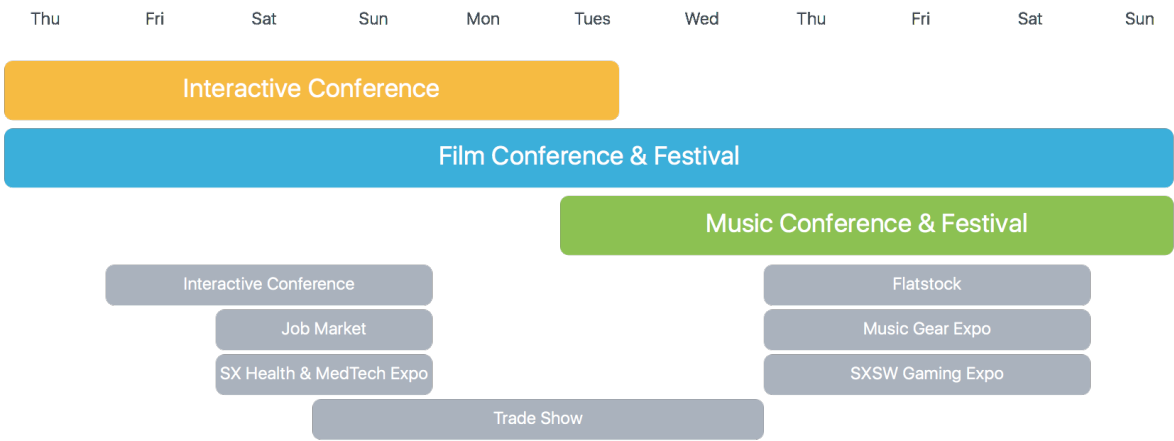 Thu Fri Sat Sun Mon Tues Wed Thu Fri Sat Sun
Interactive Conference
Film Conference & Festival
Music Conference & Festival
Interactive Conference Flatstock
Job Market Music Gear Expo
SX Health & MedTech Expo SXSW Gaming Expo
Trade Show